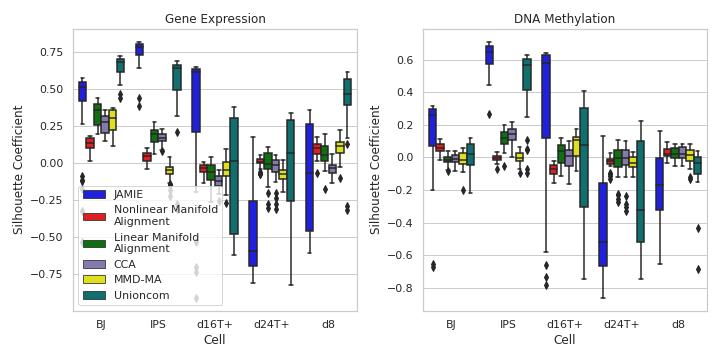 Gene Expression
Silhouette Coefficient
0.75
0.50
0.25
0.00
−0.25
−0.50
−0.75
JAMIE
Nonlinear Manifold
Alignment
Linear Manifold
Alignment
CCA
MMD-MA
Unioncom
BJ IPS d16T+ d24T+ d8
Cell
DNA Methylation
Silhouette Coefficient
0.6
0.4
0.2
0.0
−0.2
−0.4
−0.6
−0.8
BJ IPS d16T+ d24T+ d8
Cell